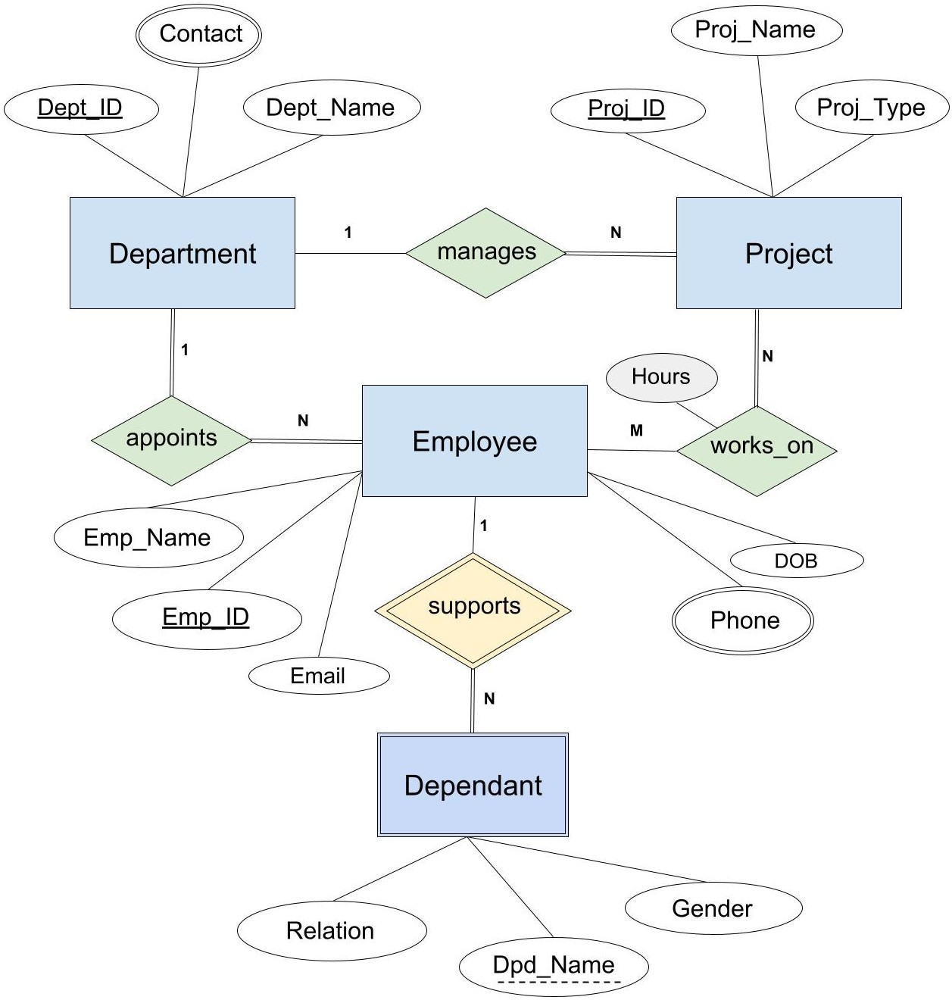 Contact
Proj_Name
Dept_ID
Dept_Name
Proj_ID
Proj_Type
1
N
Department
manages
Project
1
N
Hours
N
M
appoints
Employee
works_on
Emp_Name
1
DOB
Emp_ID
supports
Phone
Email
N
Dependant
Relation
Gender
Dpd_Name